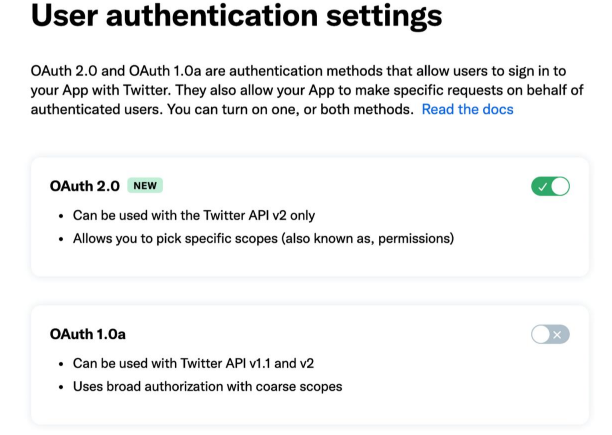 User authentication settings
OAuth 2.0 and OAuth 1.0a are authentication methods that allow users to sign in to
your App with Twitter. They also allow your App to make specific requests on behalf of
authenticated users. You can turn on one, or both methods. Read the docs
OAuth 2.0 NEW
• Can be used with the Twitter API v2 only
• Allows you to pick specific scopes (also known as, permissions)
OAuth 1.0a
• Can be used with Twitter API v1.1 and v2
• Uses broad authorization with coarse scopes